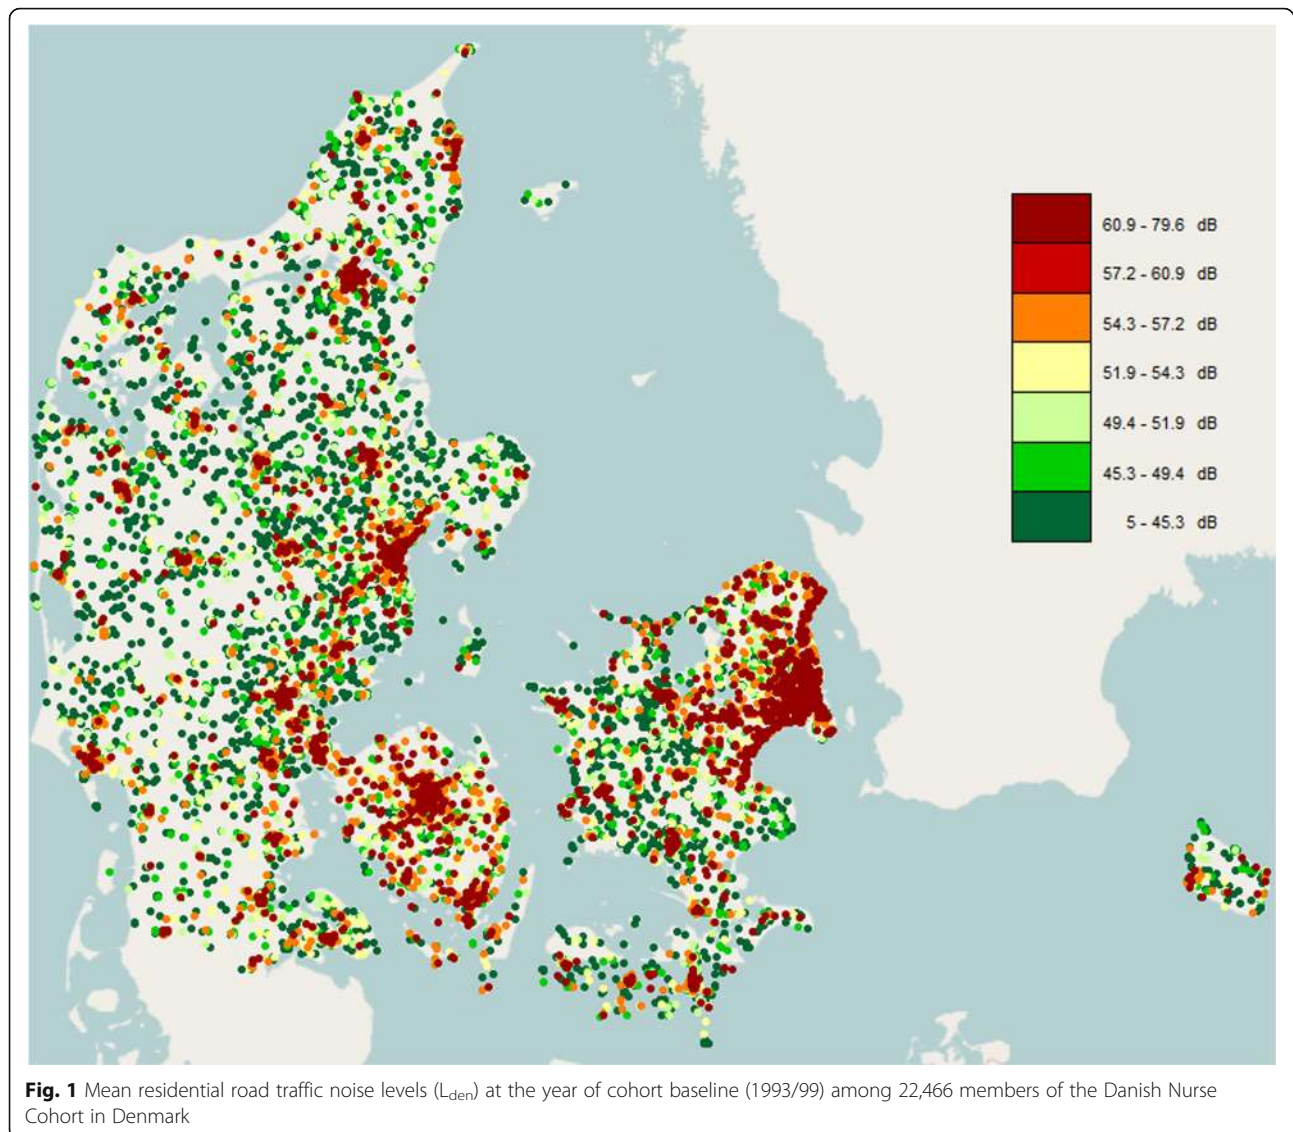 60.9 - 79.6 dB
57.2 - 60.9 dB
54.3 - 57.2 dB
51.9 - 54.3 dB
49.4 - 51.9 dB
45.3 - 49.4 dB
5 - 45.3 dB
Fig. 1 Mean residential road traffic noise levels (Lden) at the year of cohort baseline (1993/99) among 22,466 members of the Danish Nurse
Cohort in Denmark